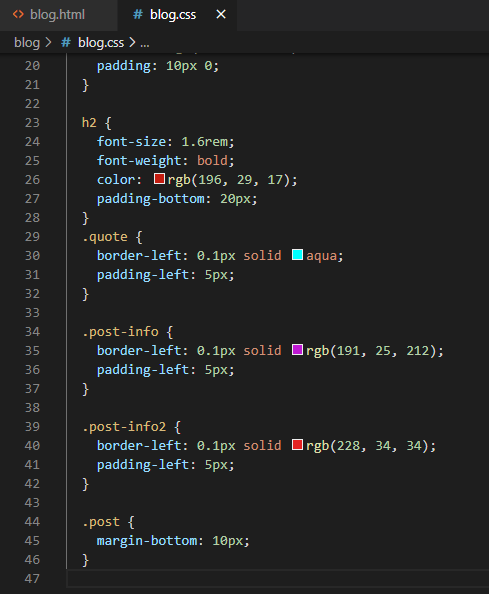 blog.html
blog.css
blog > blog.css > ...
20 padding: 10px 0;
21 }
22
23 h2 {
24 font-size: 1.6rem;
25 font-weight: bold;
26 color: rgb(196, 29, 17);
27 padding-bottom: 20px;
28 }
29 .quote {
30 border-left: 0.1px solid aqua;
31 padding-left: 5px;
32 }
33
34 .post-info {
35 border-left: 0.1px solid rgb(191, 25, 212);
36 padding-left: 5px;
37 }
38
39 .post-info2 {
40 border-left: 0.1px solid rgb(228, 34, 34);
41 padding-left: 5px;
42 }
43
44 .post {
45 margin-bottom: 10px;
46 }
47